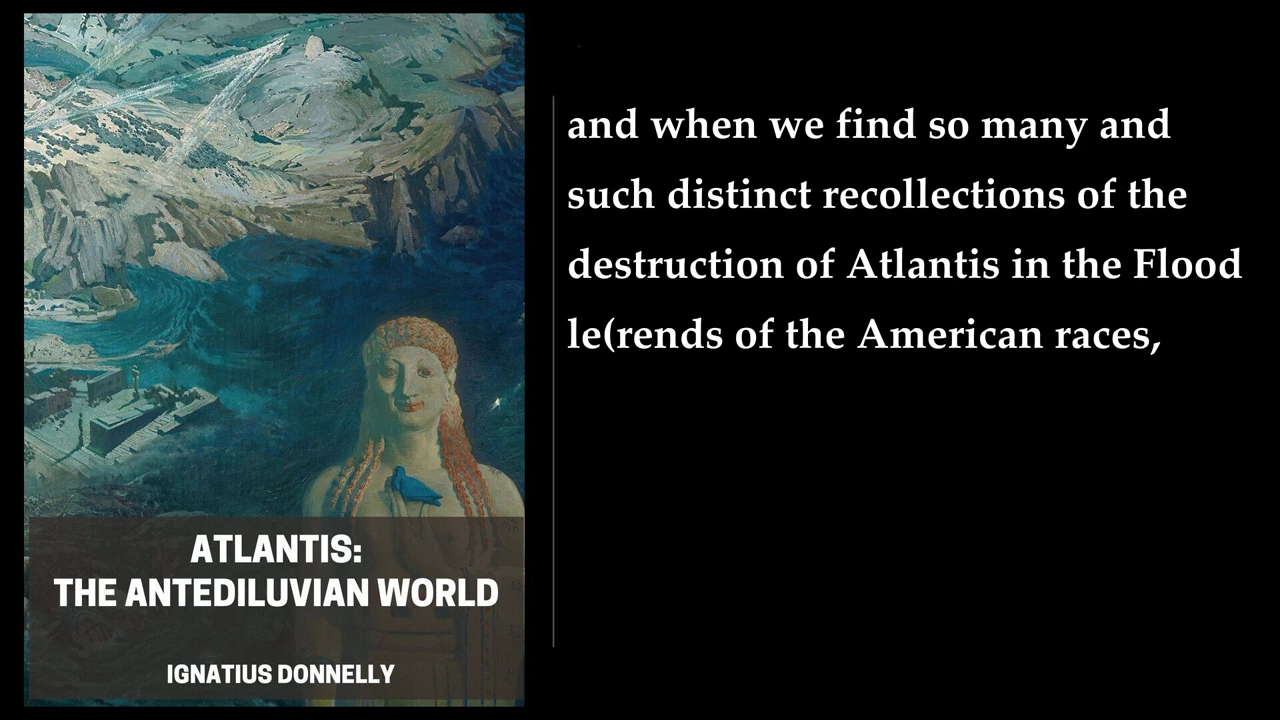 and when we find so many and
such distinct recollections of the
destruction of Atlantis in the Flood
le(rends of the American races,
ATLANTIS:
THE ANTEDILUVIAN WORLD
IGNATIUS DONNELLY